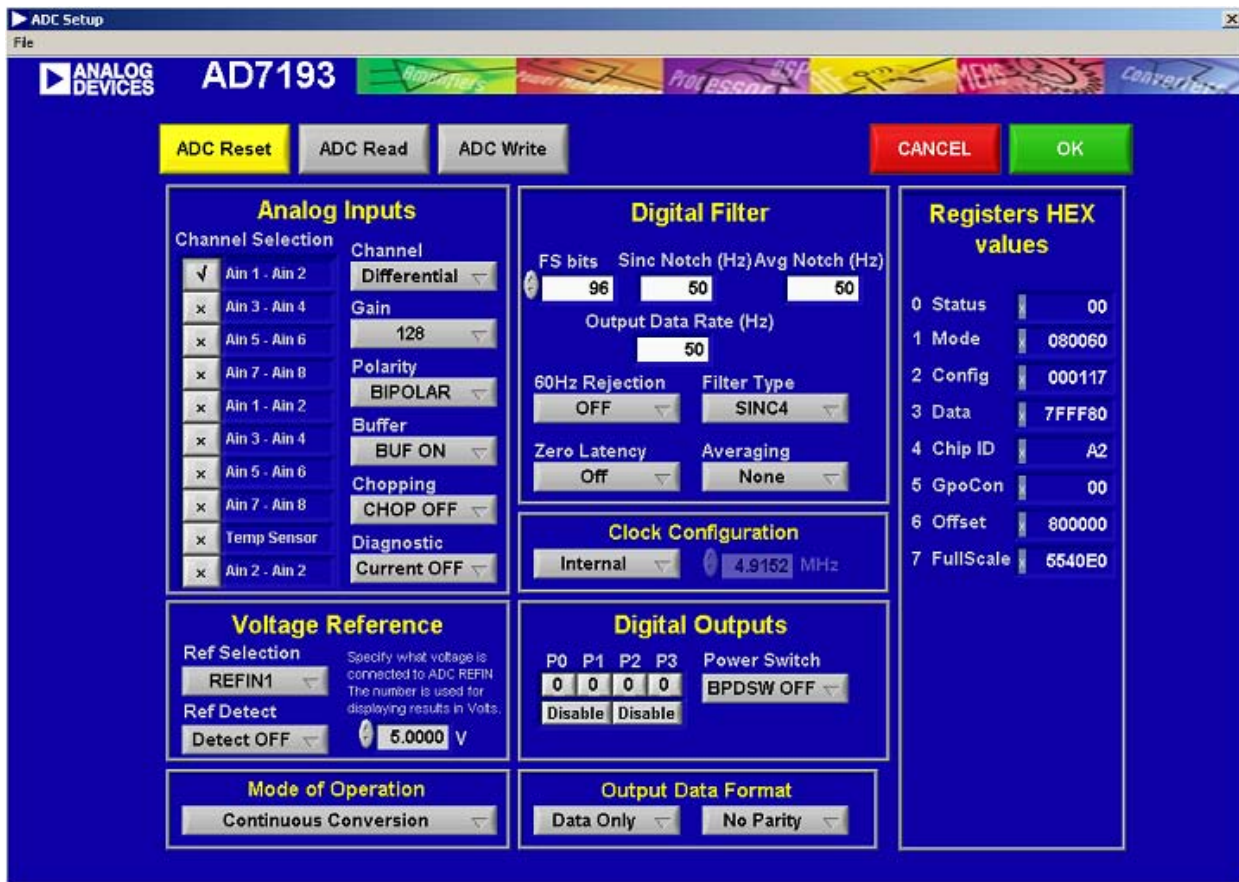 ADC Setup
File
ANALOG DEVICES
AD7193
Amplifiers
Power Management
Processors
DSP
MEMS
Converters
ADC Reset
ADC Read
ADC Write
CANCEL
OK
Analog Inputs
Channel Selection
√ Ain 1 - Ain 2
x Ain 3 - Ain 4
x Ain 5 - Ain 6
x Ain 7 - Ain 8
x Ain 1 - Ain 2
x Ain 3 - Ain 4
x Ain 5 - Ain 6
x Ain 7 - Ain 8
x Temp Sensor
x Ain 2 - Ain 2
Channel
Differential
Gain
128
Polarity
BIPOLAR
Buffer
BUF ON
Chopping
CHOP OFF
Diagnostic
Current OFF
Digital Filter
FS bits Sinc Notch (Hz) Avg Notch (Hz)
96 50 50
Output Data Rate (Hz)
50
60Hz Rejection Filter Type
OFF SINC4
Zero Latency Averaging
Off None
Clock Configuration
Internal 4.9152 MHz
Registers HEX
values
0 Status x 00
1 Mode x 080060
2 Config x 000117
3 Data x 7FFF80
4 Chip ID x A2
5 GpoCon x 00
6 Offset x 800000
7 FullScale x 5540E0
Voltage Reference
Ref Selection
REFIN1
Ref Detect
Detect OFF
Specify what voltage is
connected to ADC REFIN
The number is used for
displaying results in Volts.
5.0000 V
Digital Outputs
P0 P1 P2 P3 Power Switch
0 0 0 0 BPDSW OFF
Disable Disable
Mode of Operation
Continuous Conversion
Output Data Format
Data Only No Parity